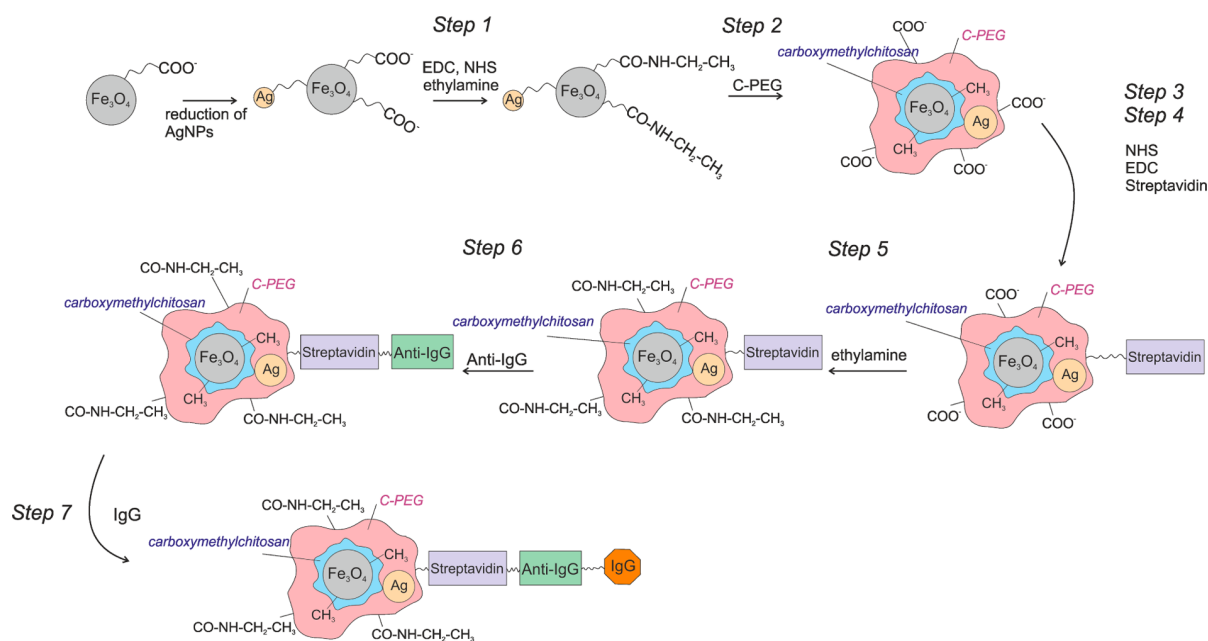 Step 1
COO⁻
Fe₃O₄
reduction of
AgNPs
COO⁻
Ag
Fe₃O₄
COO⁻
EDC, NHS
ethylamine
CO-NH-CH₂-CH₃
Ag
Fe₃O₄
CO-NH-CH₂-CH₃
Step 2
C-PEG
COO⁻
C-PEG
carboxymethylchitosan
CH₃
Fe₃O₄
Ag
COO⁻
CH₃
COO⁻
COO⁻
Step 3
Step 4
NHS
EDC
Streptavidin
Step 5
C-PEG
COO⁻
carboxymethylchitosan
CH₃
Fe₃O₄
Streptavidin
Ag
CH₃
COO⁻
COO⁻
ethylamine
Step 6
C-PEG
CO-NH-CH₂-CH₃
carboxymethylchitosan
CH₃
Fe₃O₄
Streptavidin
Ag
CH₃
CO-NH-CH₂-CH₃
CO-NH-CH₂-CH₃
Anti-IgG
CO-NH-CH₂-CH₃
C-PEG
carboxymethylchitosan
CH₃
Fe₃O₄
Streptavidin
Anti-IgG
Ag
CH₃
CO-NH-CH₂-CH₃
CO-NH-CH₂-CH₃
Step 7
IgG
CO-NH-CH₂-CH₃
C-PEG
carboxymethylchitosan
CH₃
Fe₃O₄
Streptavidin
Anti-IgG
IgG
Ag
CH₃
CO-NH-CH₂-CH₃
CO-NH-CH₂-CH₃